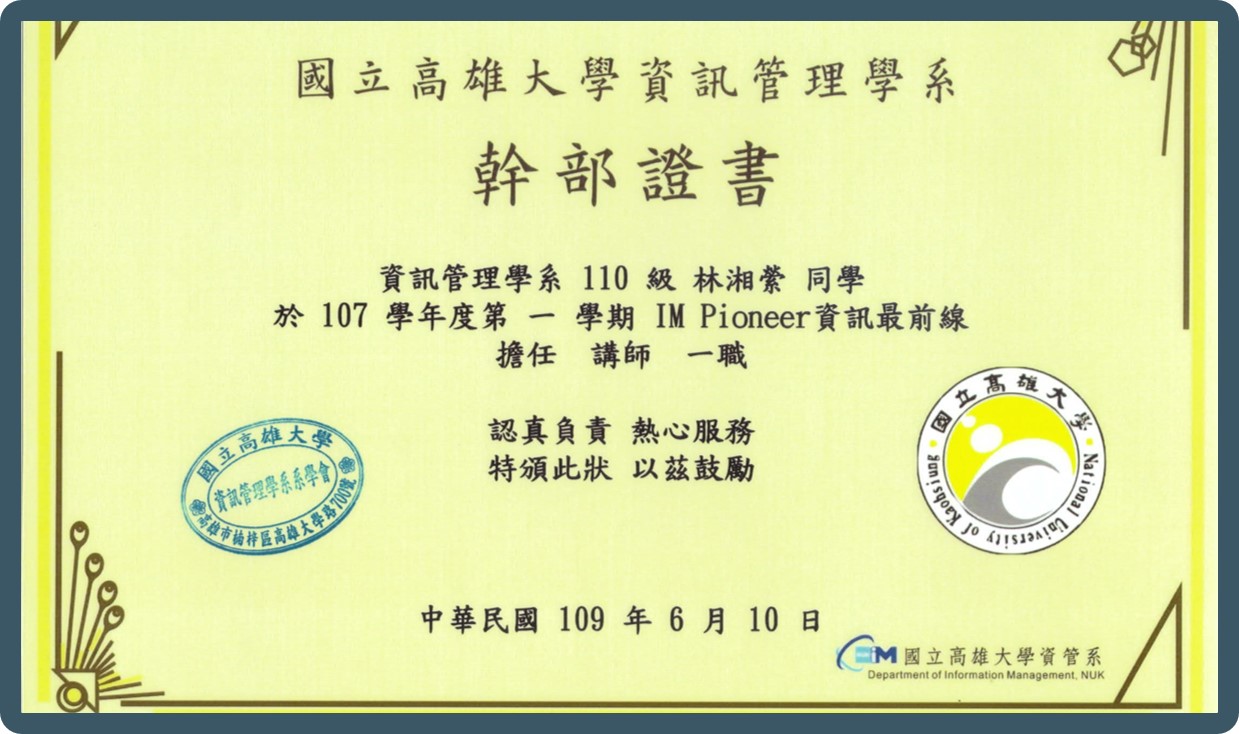 國立高雄大學資訊管理學系
幹部證書
資訊管理學系 110 級 林湘縈 同學
於 107 學年度第 一 學期 IM Pioneer資訊最前線
擔任 講師 一職
認真負責 熱心服務
特頒此狀 以茲鼓勵
國立高雄大學
資訊管理學系系學會
高雄市楠梓區高雄大學路700號
國立高雄大學
National University of Kaohsiung
中華民國 109 年 6 月 10 日
iM 國立高雄大學資管系
Department of Information Management, NUK